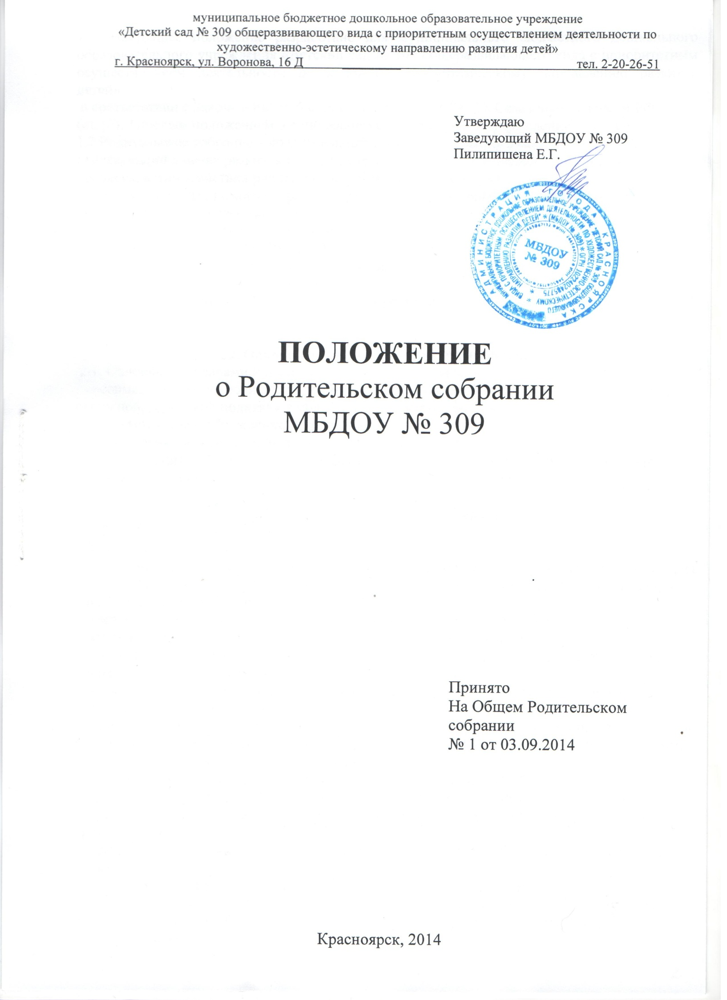 муниципальное бюджетное дошкольное образовательное учреждение
«Детский сад № 309 общеразвивающего вида с приоритетным осуществлением деятельности по
художественно-эстетическому направлению развития детей»
г. Красноярск, ул. Воронова, 16 Д тел. 2-20-26-51
Утверждаю
Заведующий МБДОУ № 309
Пилипишена Е.Г.
АДМИНИСТРАЦИЯ ГОРОДА КРАСНОЯРСКА
МУНИЦИПАЛЬНОЕ БЮДЖЕТНОЕ ДОШКОЛЬНОЕ ОБРАЗОВАТЕЛЬНОЕ УЧРЕЖДЕНИЕ "ДЕТСКИЙ САД № 309 ОБЩЕРАЗВИВАЮЩЕГО
ВИДА С ПРИОРИТЕТНЫМ ОСУЩЕСТВЛЕНИЕМ ДЕЯТЕЛЬНОСТИ ПО ХУДОЖЕСТВЕННО-ЭСТЕТИЧЕСКОМУ
НАПРАВЛЕНИЮ РАЗВИТИЯ ДЕТЕЙ" * (МБДОУ № 309) * ОГРН 1022402485775 *
МБДОУ
№ 309
ПОЛОЖЕНИЕ
о Родительском собрании
МБДОУ № 309
Принято
На Общем Родительском
собрании
№ 1 от 03.09.2014
Красноярск, 2014